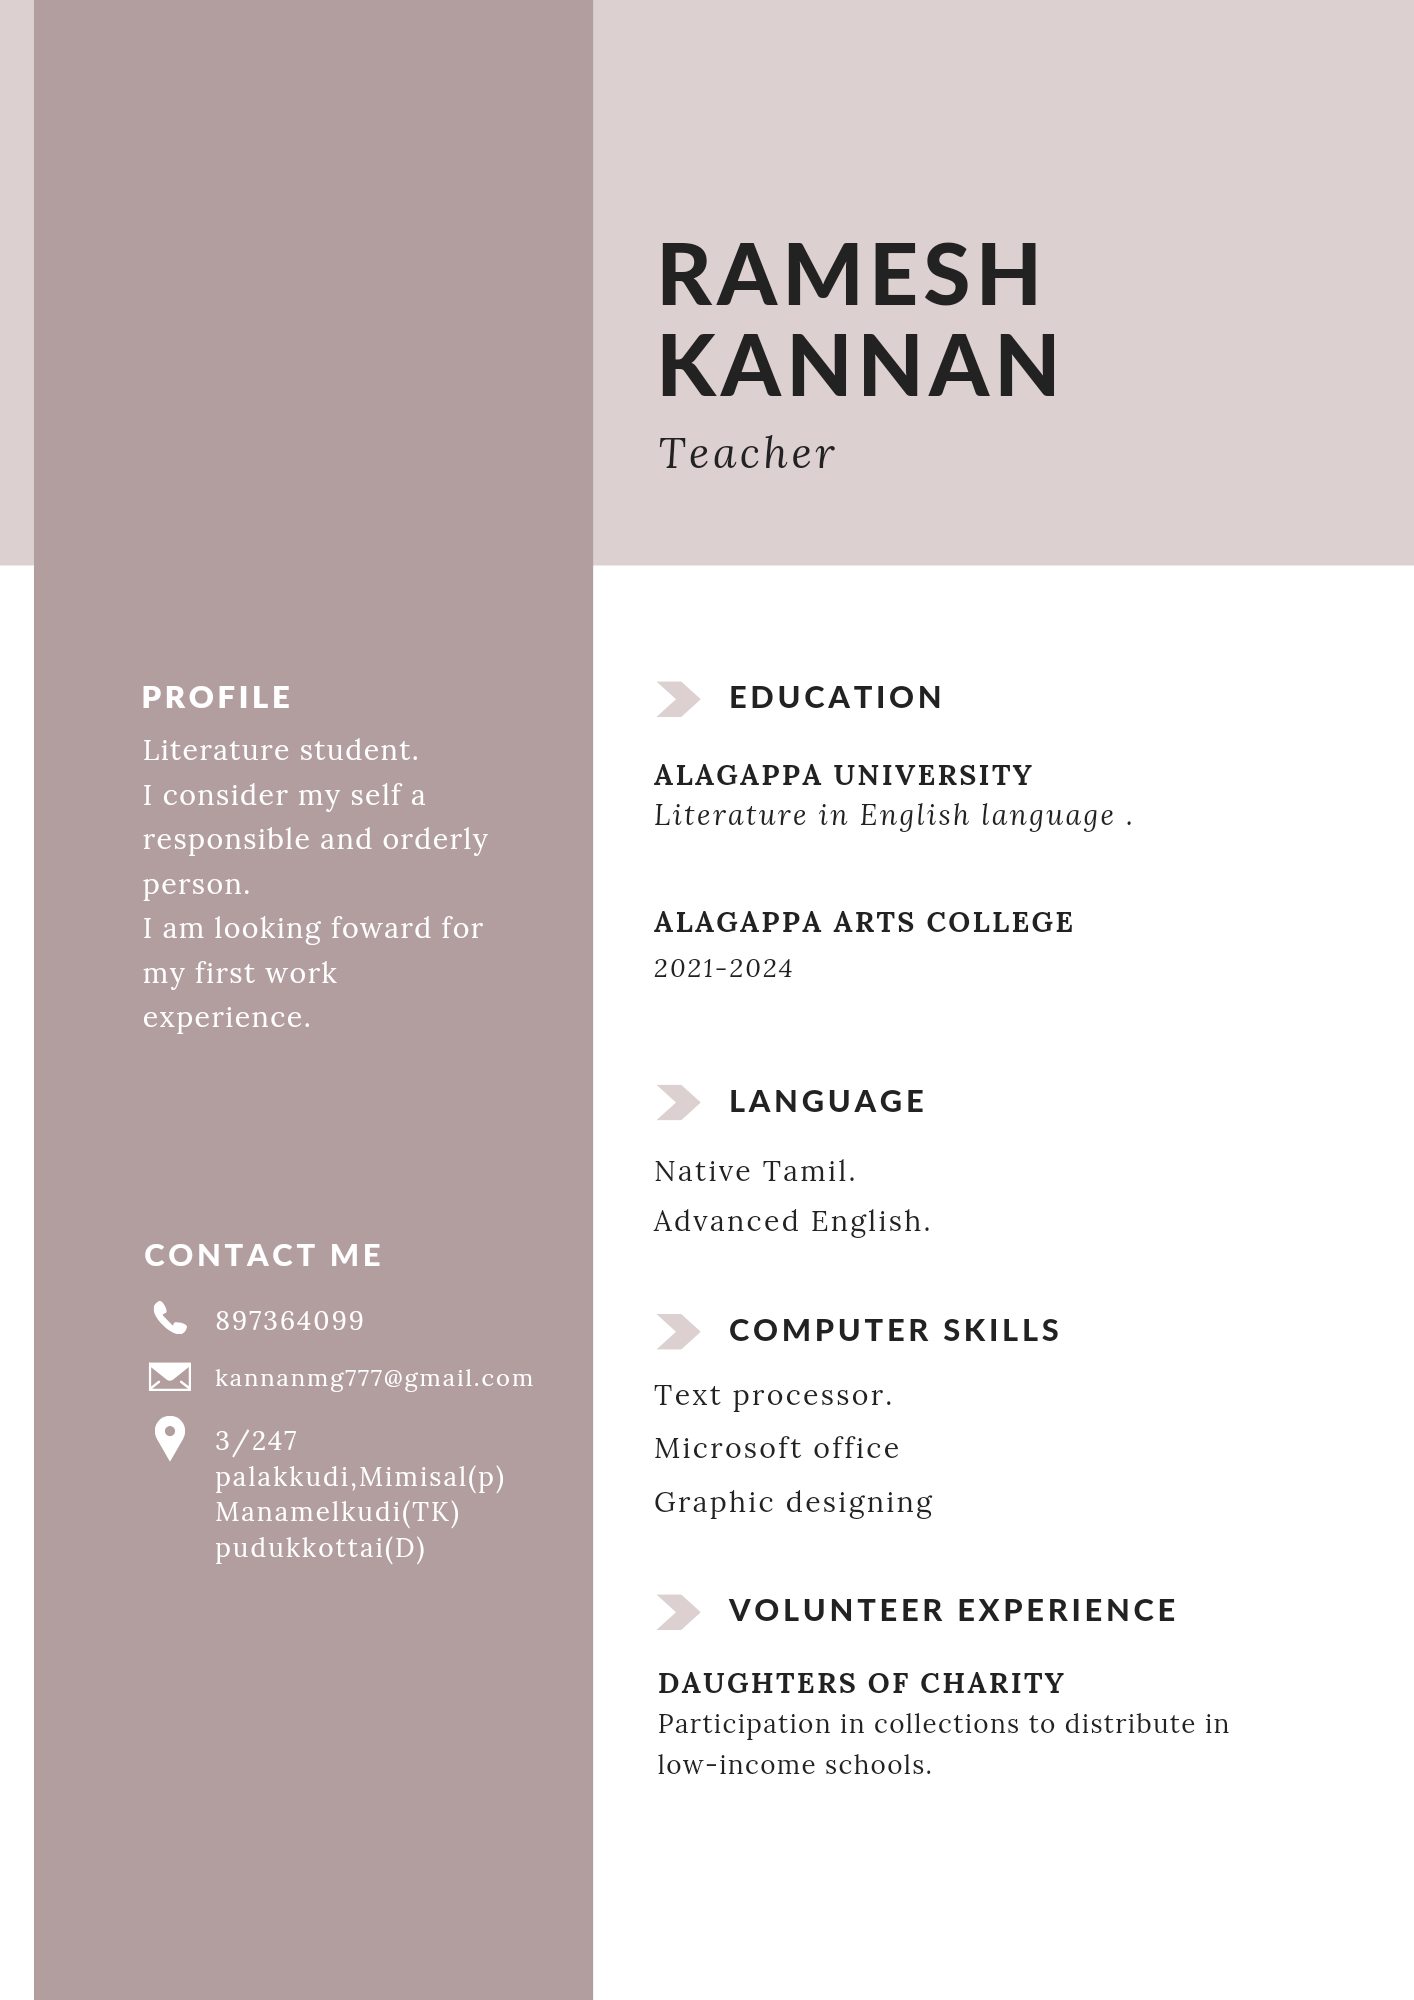 RAMESH
KANNAN
Teacher
PROFILE
Literature student.
I consider my self a
responsible and orderly
person.
I am looking foward for
my first work
experience.
CONTACT ME
897364099
kannanmg777@gmail.com
3/247
palakkudi,Mimisal(p)
Manamelkudi(TK)
pudukkottai(D)
EDUCATION
ALAGAPPA UNIVERSITY
Literature in English language .
ALAGAPPA ARTS COLLEGE
2021-2024
LANGUAGE
Native Tamil.
Advanced English.
COMPUTER SKILLS
Text processor.
Microsoft office
Graphic designing
VOLUNTEER EXPERIENCE
DAUGHTERS OF CHARITY
Participation in collections to distribute in
low-income schools.